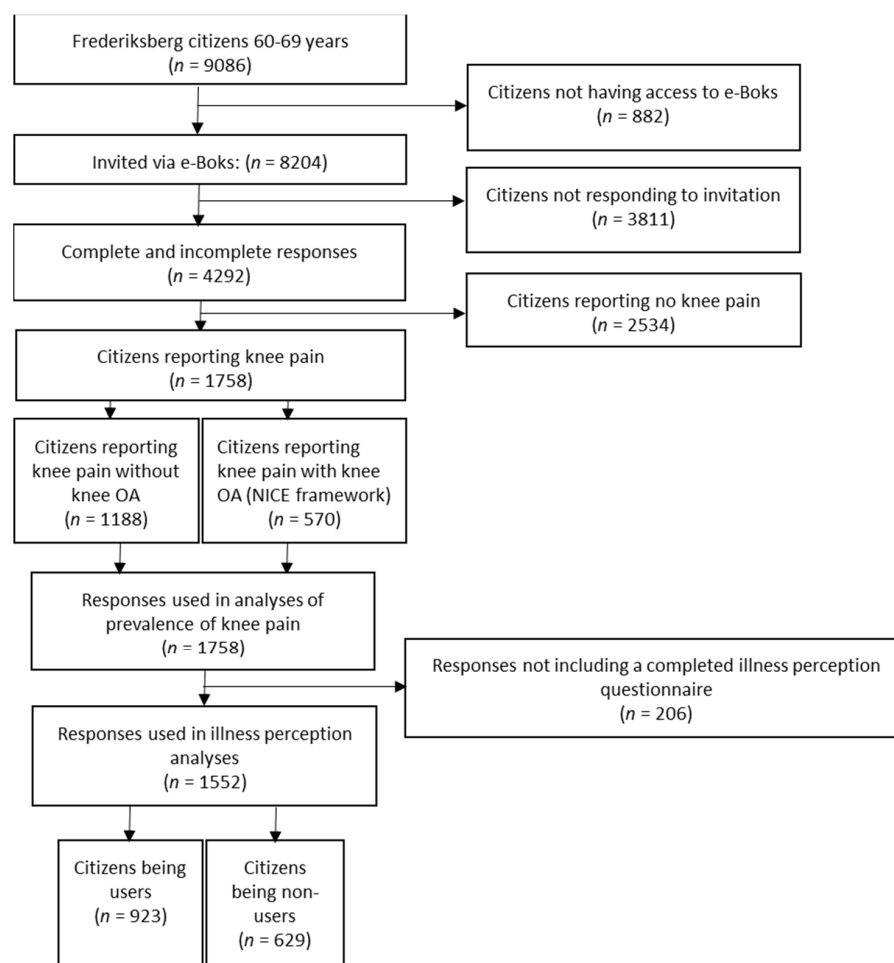 Frederiksberg citizens 60-69 years
(n = 9086)
Citizens not having access to e-Boks
(n = 882)
Invited via e-Boks: (n = 8204)
Citizens not responding to invitation
(n = 3811)
Complete and incomplete responses
(n = 4292)
Citizens reporting no knee pain
(n = 2534)
Citizens reporting knee pain
(n = 1758)
Citizens reporting
knee pain without
knee OA
(n = 1188)
Citizens reporting
knee pain with knee
OA (NICE framework)
(n = 570)
Responses used in analyses of
prevalence of knee pain
(n = 1758)
Responses not including a completed illness perception
questionnaire
(n = 206)
Responses used in illness perception
analyses
(n = 1552)
Citizens being
users
(n = 923)
Citizens
being non-
users
(n = 629)